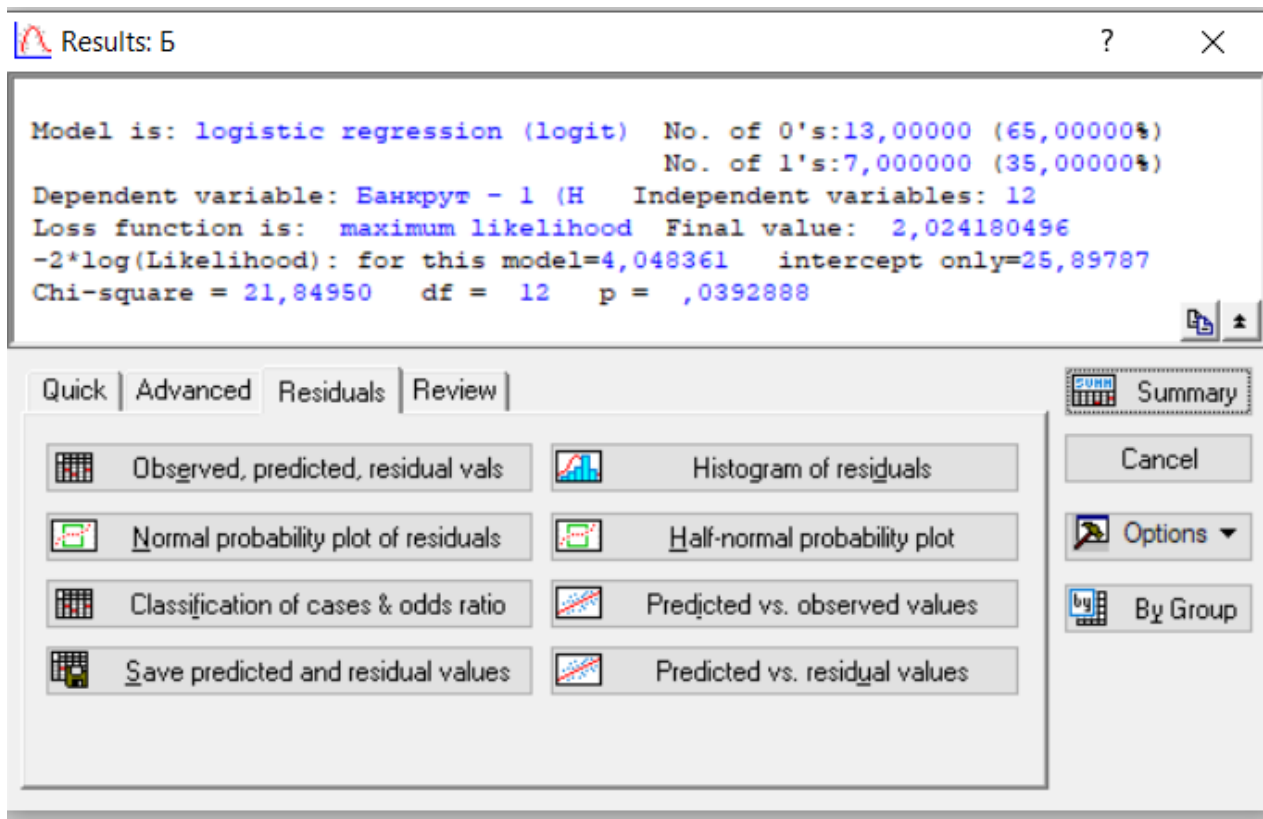 Results: Б ?
Model is: logistic regression (logit) No. of 0's:13,00000 (65,00000%)
No. of 1's:7,000000 (35,00000%)
Dependent variable: Банкрут - 1 (Н Independent variables: 12
Loss function is: maximum likelihood Final value: 2,024180496
-2*log(Likelihood): for this model=4,048361 intercept only=25,89787
Chi-square = 21,84950 df = 12 p = ,0392888
Quick Advanced Residuals Review
Summary
Observed, predicted, residual vals Histogram of residuals
Cancel
Normal probability plot of residuals Half-normal probability plot
Options
Classification of cases & odds ratio Predicted vs. observed values
By Group
Save predicted and residual values Predicted vs. residual values